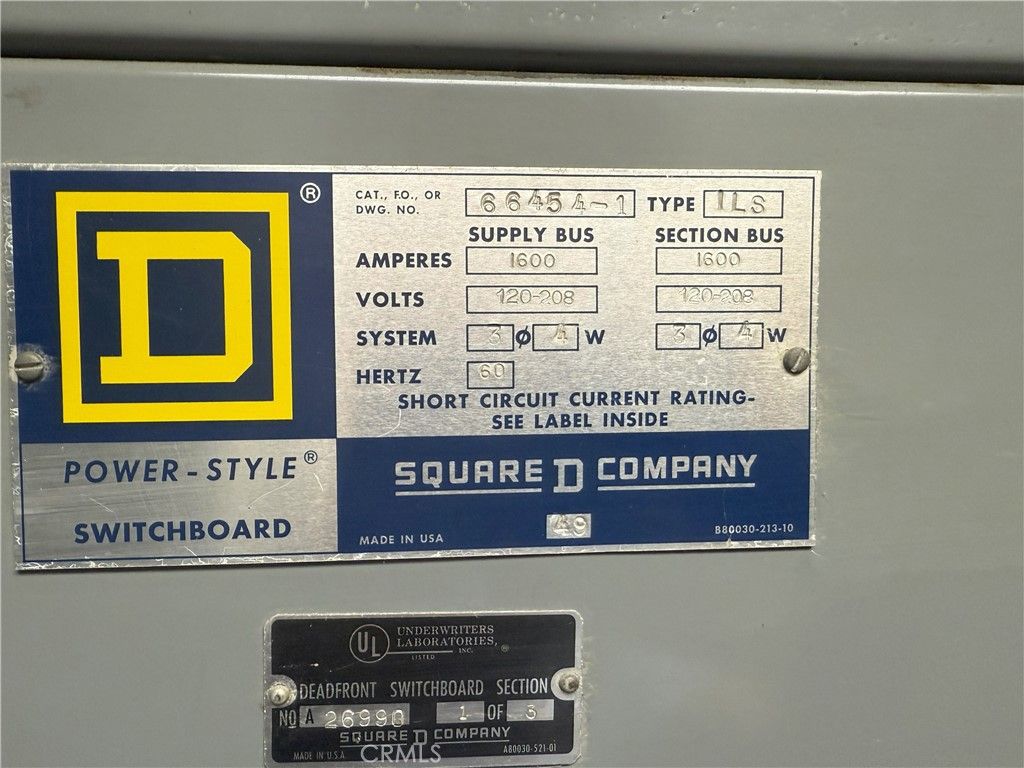 D ®
CAT., F.O., OR
DWG. NO. 66454-1 TYPE ILS
SUPPLY BUS SECTION BUS
AMPERES 1600 1600
VOLTS 120-208 120-208
SYSTEM 3 Ø 4 W 3 Ø 4 W
HERTZ 60
SHORT CIRCUIT CURRENT RATING-
SEE LABEL INSIDE
POWER-STYLE®
SWITCHBOARD
SQUARE D COMPANY
MADE IN USA 49 B80030-213-10
UL UNDERWRITERS
LABORATORIES,
INC. ®
LISTED
DEADFRONT SWITCHBOARD SECTION
NO A 26990 1 OF 3
SQUARE D COMPANY
MADE IN U.S.A. A80030-521-01
CRMLS